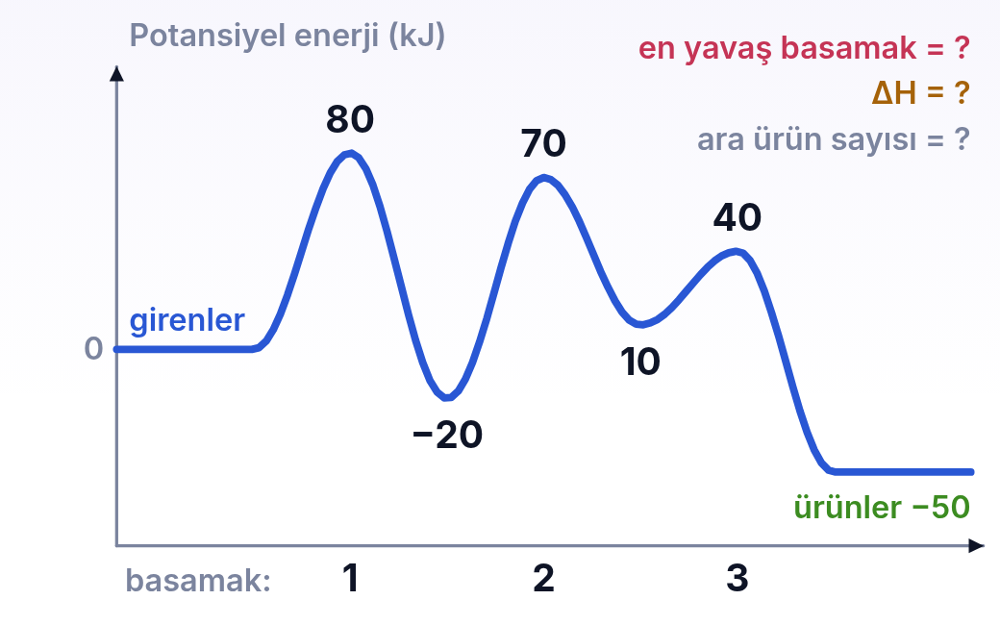 Potansiyel enerji (kJ)
en yavaş basamak = ?
ΔH = ?
ara ürün sayısı = ?
80
70
40
girenler
0
10
−20
ürünler −50
basamak: 1 2 3